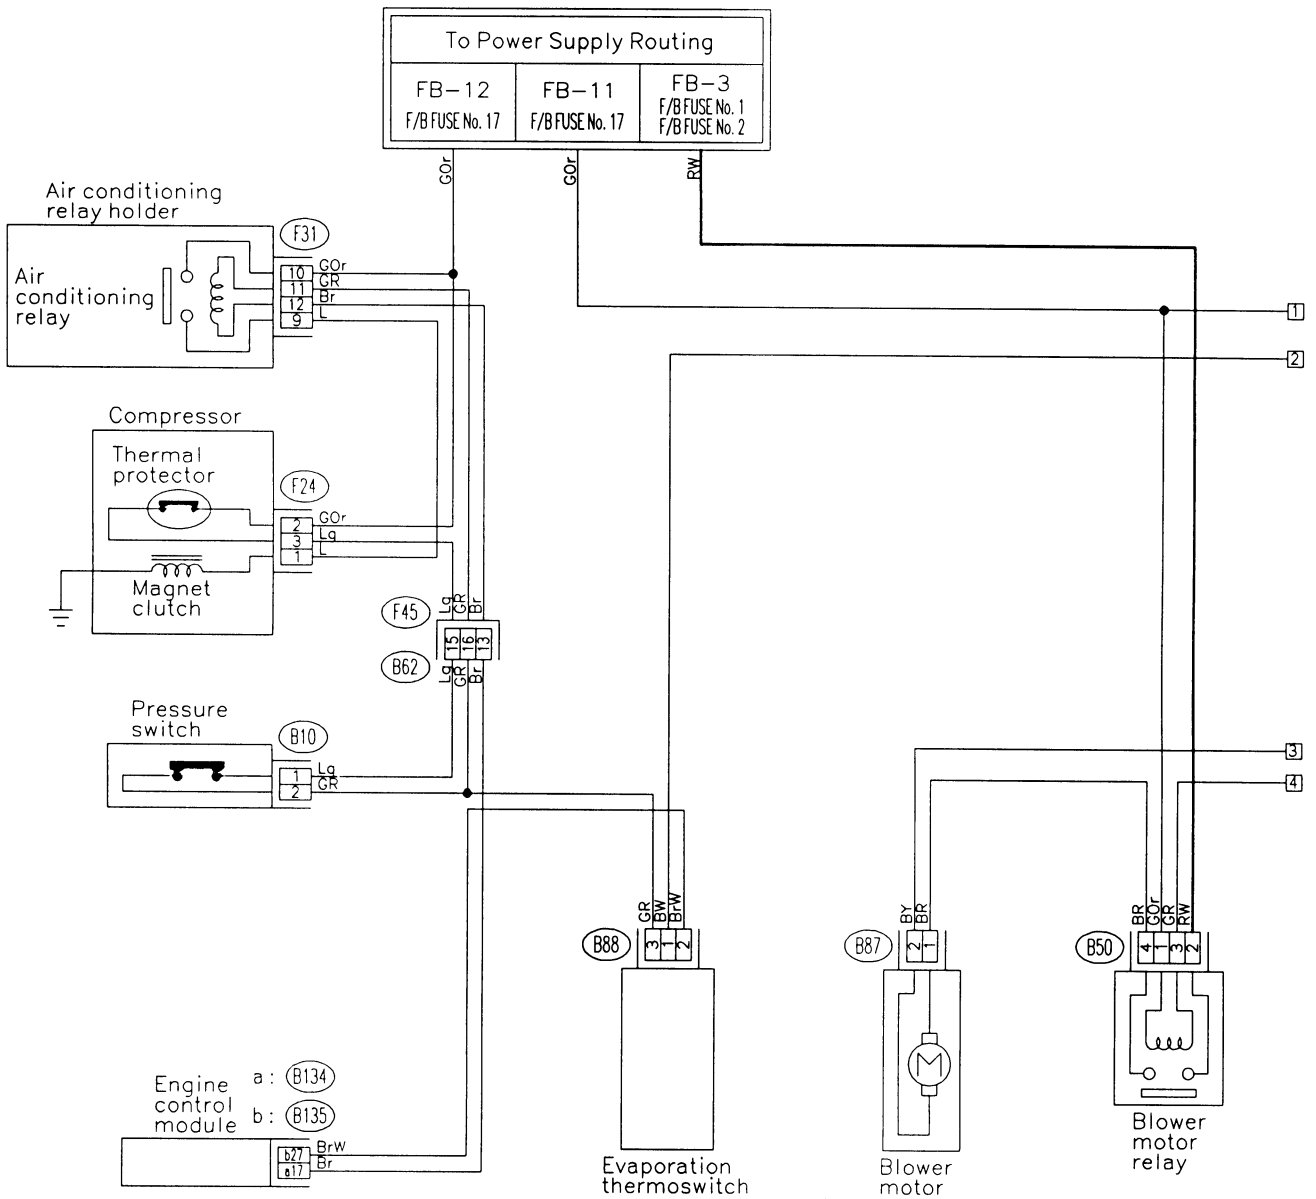 To Power Supply Routing
FB-12
F/B FUSE No. 17
FB-11
F/B FUSE No. 17
FB-3
F/B FUSE No. 1
F/B FUSE No. 2
GOr
GOr
RW
Air conditioning
relay holder
F31
Air
conditioning
relay
10
GOr
11
GR
12
Br
9
L
1
2
Compressor
Thermal
protector
F24
2
GOr
3
Lg
1
L
Magnet
clutch
F45
Lg
GR
Br
15
16
13
B62
Lg
GR
Br
Pressure
switch
B10
1
Lg
2
GR
3
4
GR
BW
BrW
B88
3
1
2
BY
BR
B87
2
1
M
BR
GOr
GR
RW
B50
4
1
3
2
Engine
control
module
a: B134
b: B135
b27
BrW
a17
Br
Evaporation
thermoswitch
Blower
motor
Blower
motor
relay